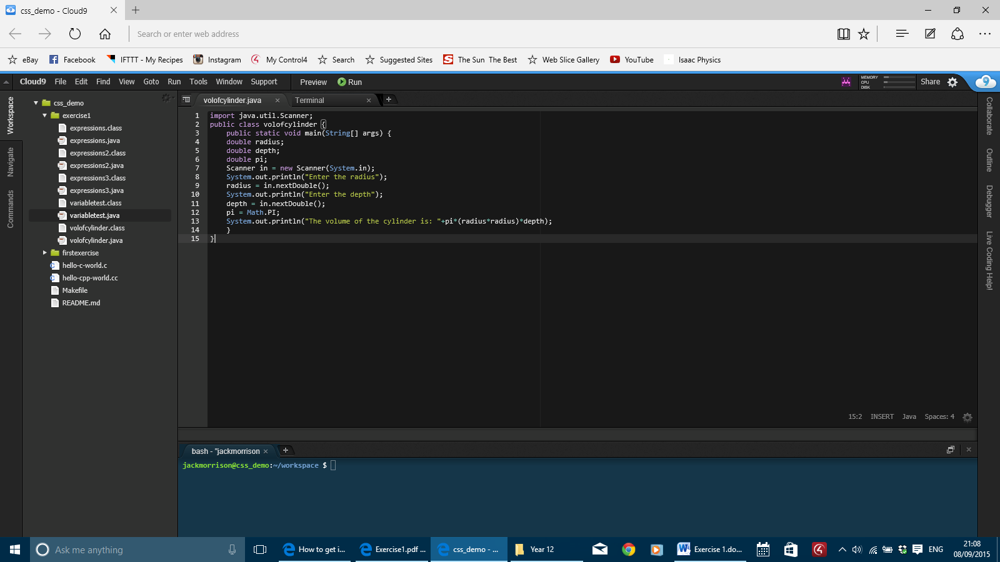 css_demo - Cloud9
Search or enter web address
eBay Facebook IFTTT - My Recipes Instagram My Control4 Search Suggested Sites The Sun The Best Web Slice Gallery YouTube Isaac Physics
Cloud9 File Edit Find View Goto Run Tools Window Support Preview Run MEMORY CPU DISK Share
Workspace
Navigate
Commands
css_demo
exercise1
expressions.class
expressions.java
expressions2.class
expressions2.java
expressions3.class
expressions3.java
variabletest.class
variabletest.java
volofcylinder.class
volofcylinder.java
firstexercise
hello-c-world.c
hello-cpp-world.cc
Makefile
README.md
volofcylinder.java Terminal
1 import java.util.Scanner;
2 public class volofcylinder {
3 public static void main(String[] args) {
4 double radius;
5 double depth;
6 double pi;
7 Scanner in = new Scanner(System.in);
8 System.out.println("Enter the radius");
9 radius = in.nextDouble();
10 System.out.println("Enter the depth");
11 depth = in.nextDouble();
12 pi = Math.PI;
13 System.out.println("The volume of the cylinder is: "+pi*(radius*radius)*depth);
14 }
15 }
15:2 INSERT Java Spaces: 4
Collaborate
Outline
Debugger
Live Coding Help!
bash - "jackmorrison
jackmorrison@css_demo:~/workspace $
Ask me anything
How to get i...
Exercise1.pdf ...
css_demo - ...
Year 12
Exercise 1.do...
ENG
21:08
08/09/2015